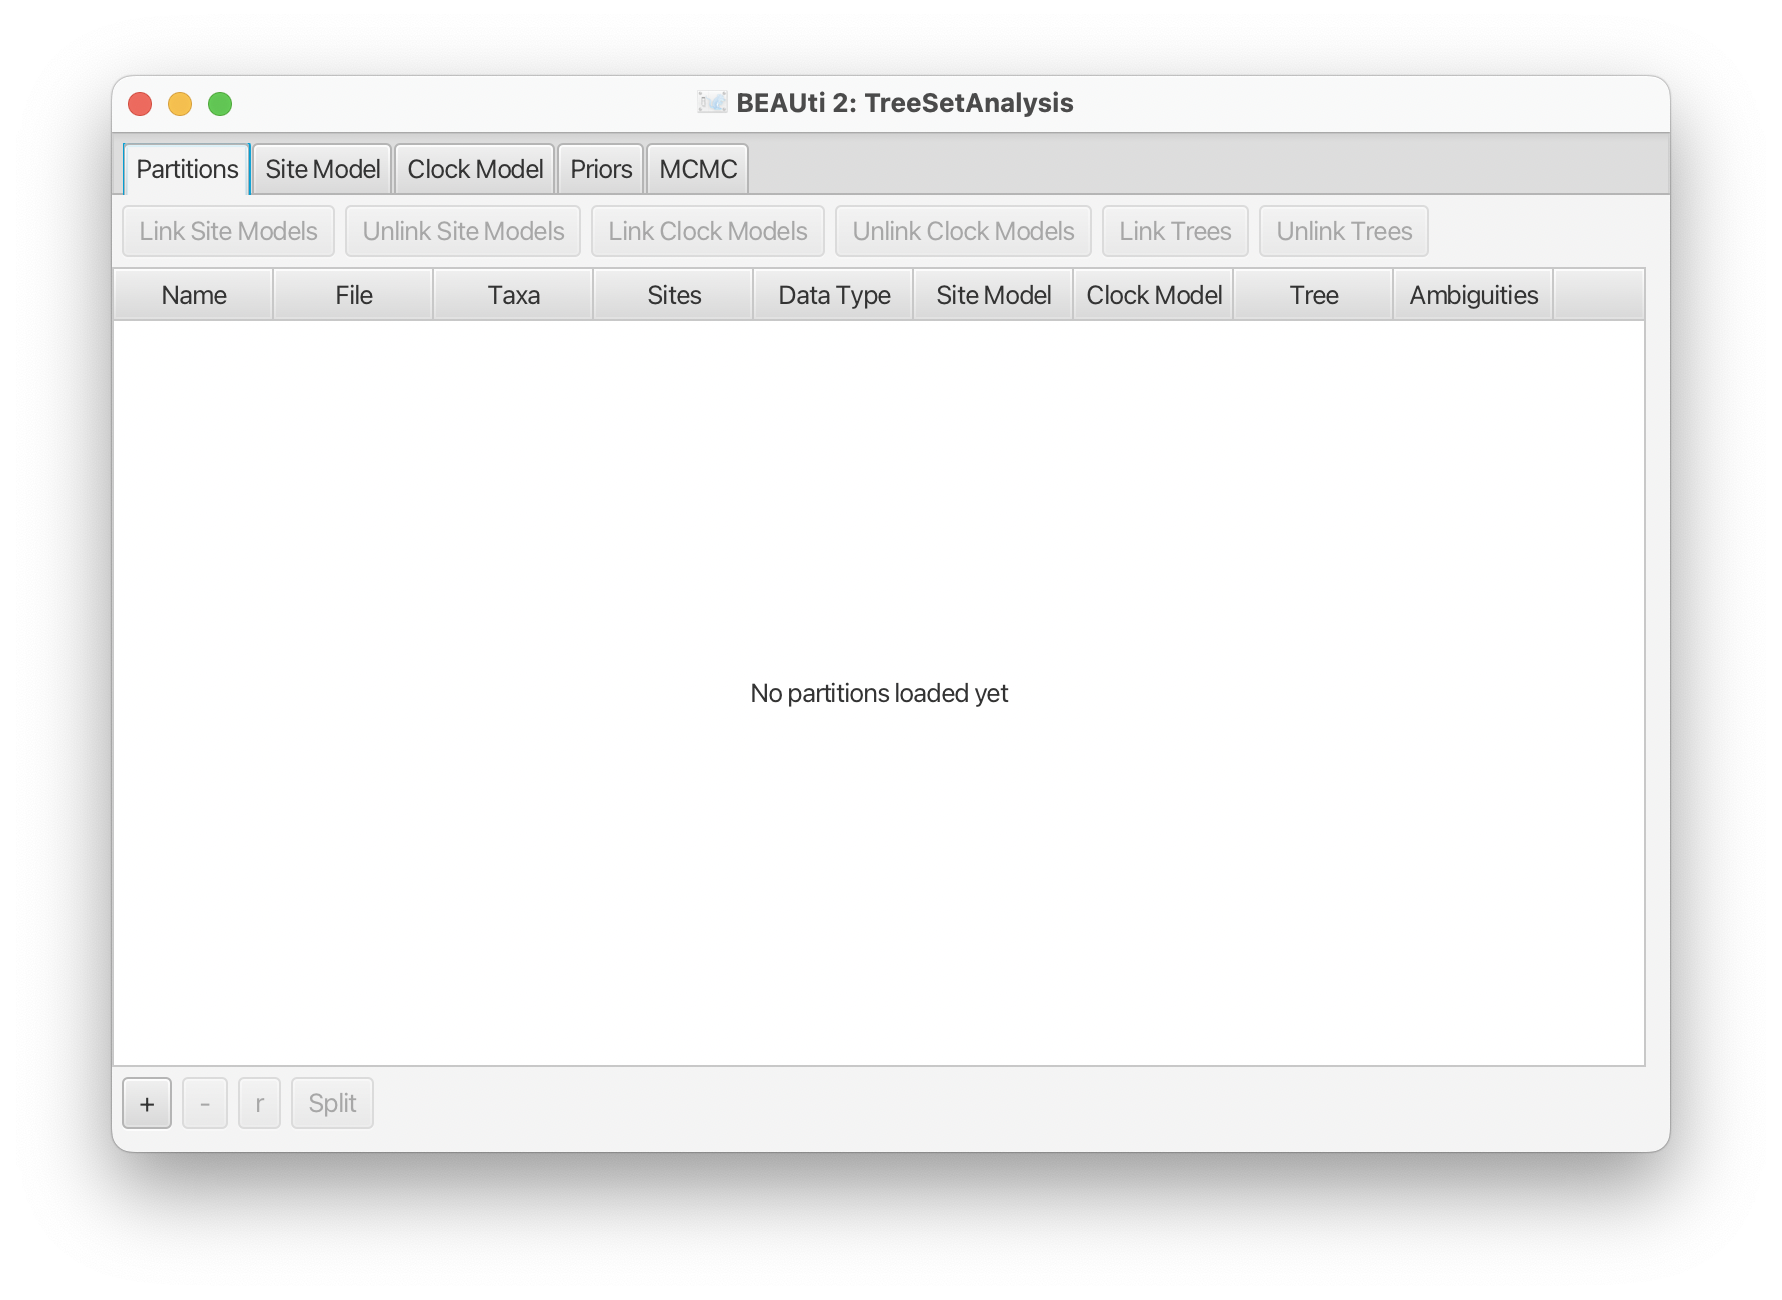 BEAUti 2: TreeSetAnalysis
Partitions Site Model Clock Model Priors MCMC
Link Site Models Unlink Site Models Link Clock Models Unlink Clock Models Link Trees Unlink Trees
Name File Taxa Sites Data Type Site Model Clock Model Tree Ambiguities
No partitions loaded yet
+ - r Split